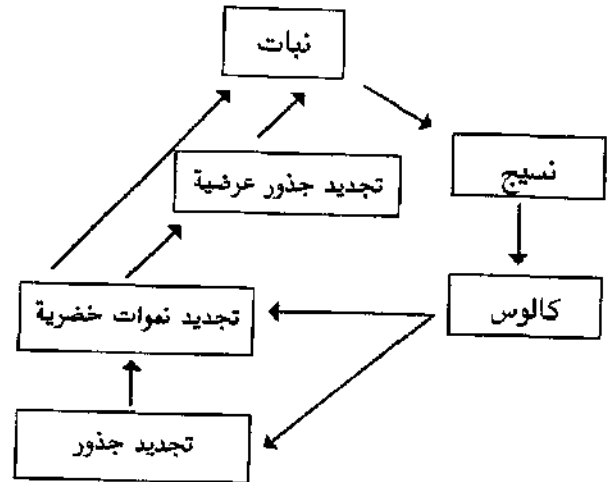 نبات
نسيج
تجديد جذور عرضية
كالوس
تجديد نموات خضرية
تجديد جذور